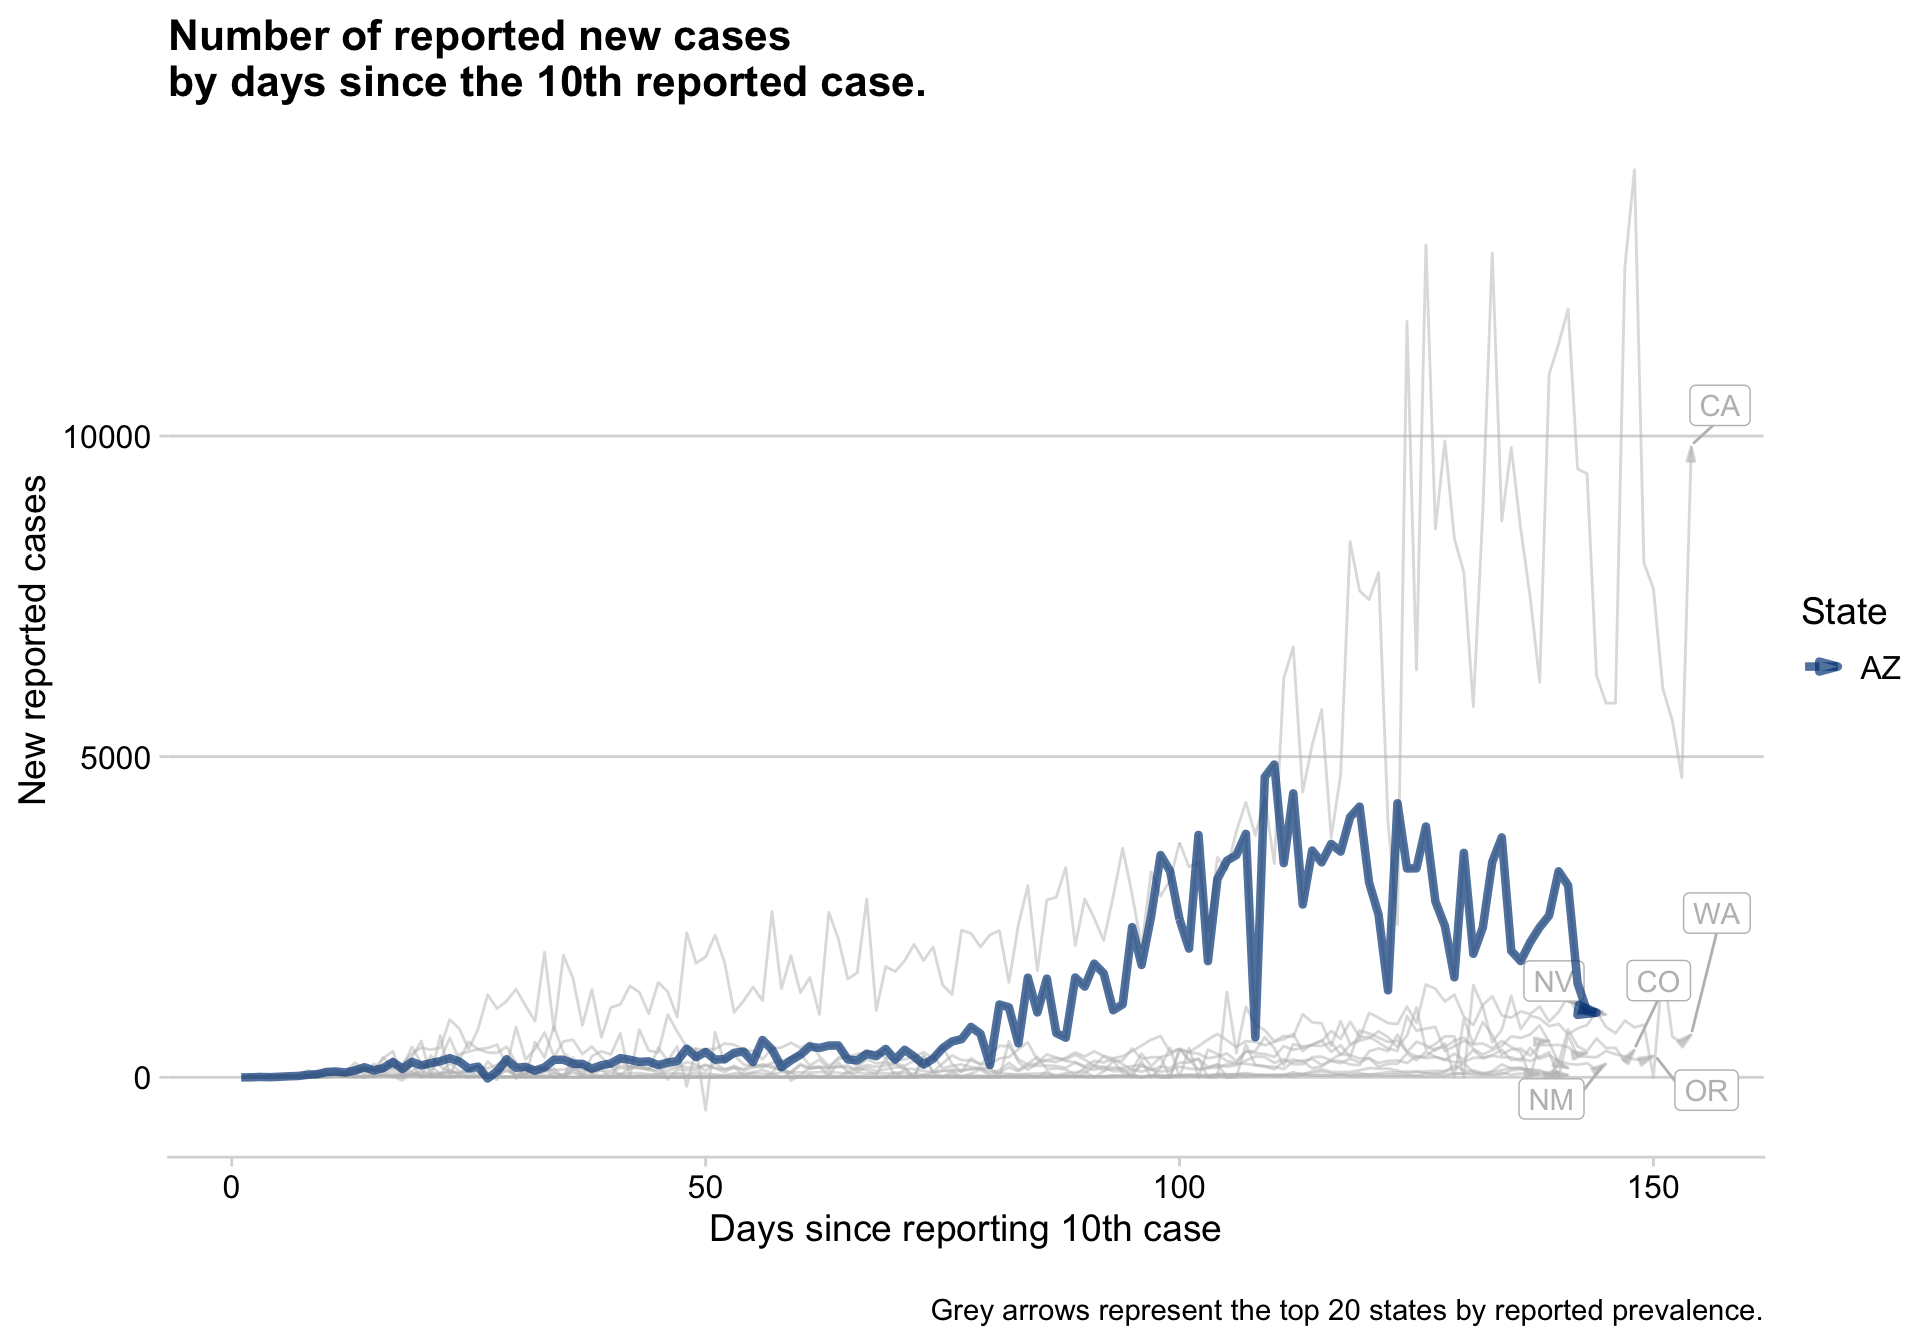 Number of reported new cases
by days since the 10th reported case.
New reported cases
10000
5000
0
CA
WA
NV
CO
NM
OR
State
AZ
0
50
100
150
Days since reporting 10th case
Grey arrows represent the top 20 states by reported prevalence.